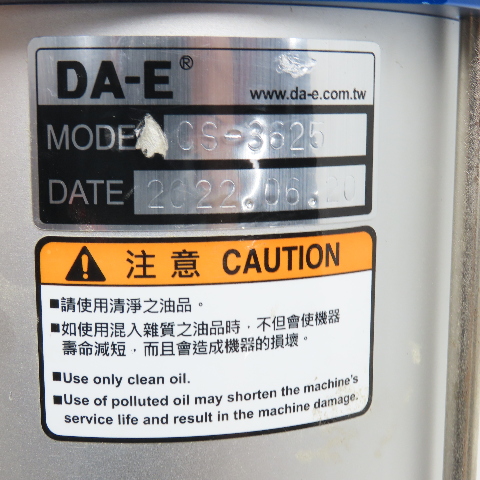 DA-E®
www.da-e.com.tw
MODEL CS-3625
DATE 2022.06.20
注意 CAUTION
■請使用清淨之油品。
■如使用混入雜質之油品時，不但會使機器
壽命減短，而且會造成機器的損壞。
■Use only clean oil.
■Use of polluted oil may shorten the machine's
service life and result in the machine damage.